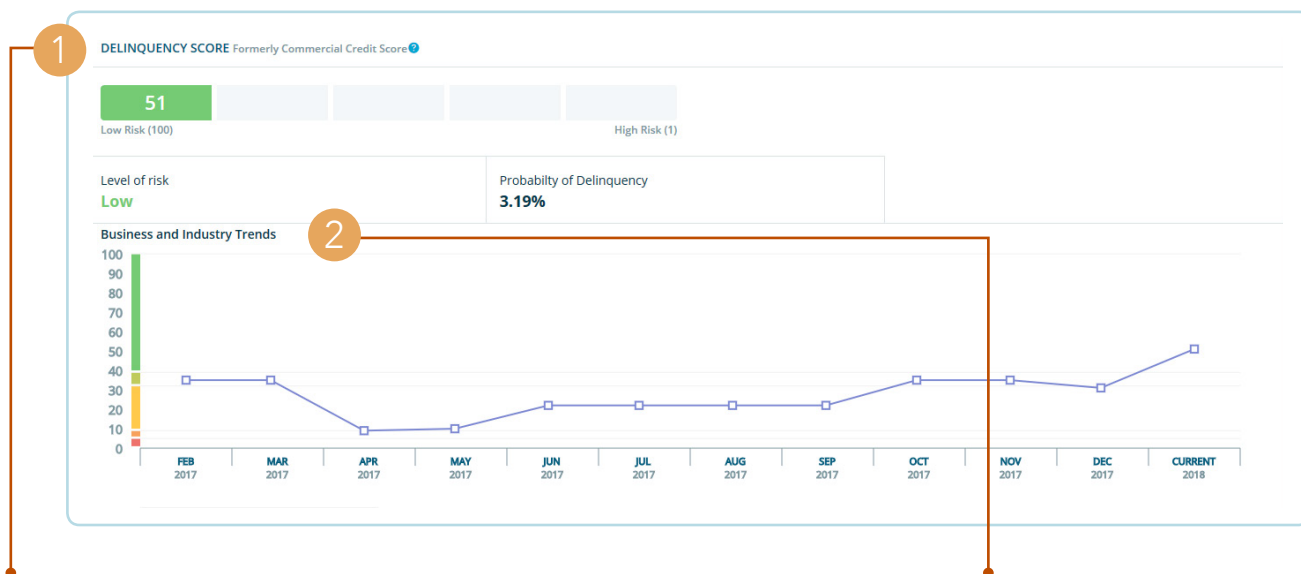 1
DELINQUENCY SCORE Formerly Commercial Credit Score ?
51
Low Risk (100) High Risk (1)
Level of risk
Low
Probabilty of Delinquency
3.19%
Business and Industry Trends
2
100
90
80
70
60
50
40
30
20
10
0
FEB MAR APR MAY JUN JUL AUG SEP OCT NOV DEC CURRENT
2017 2017 2017 2017 2017 2017 2017 2017 2017 2017 2017 2018